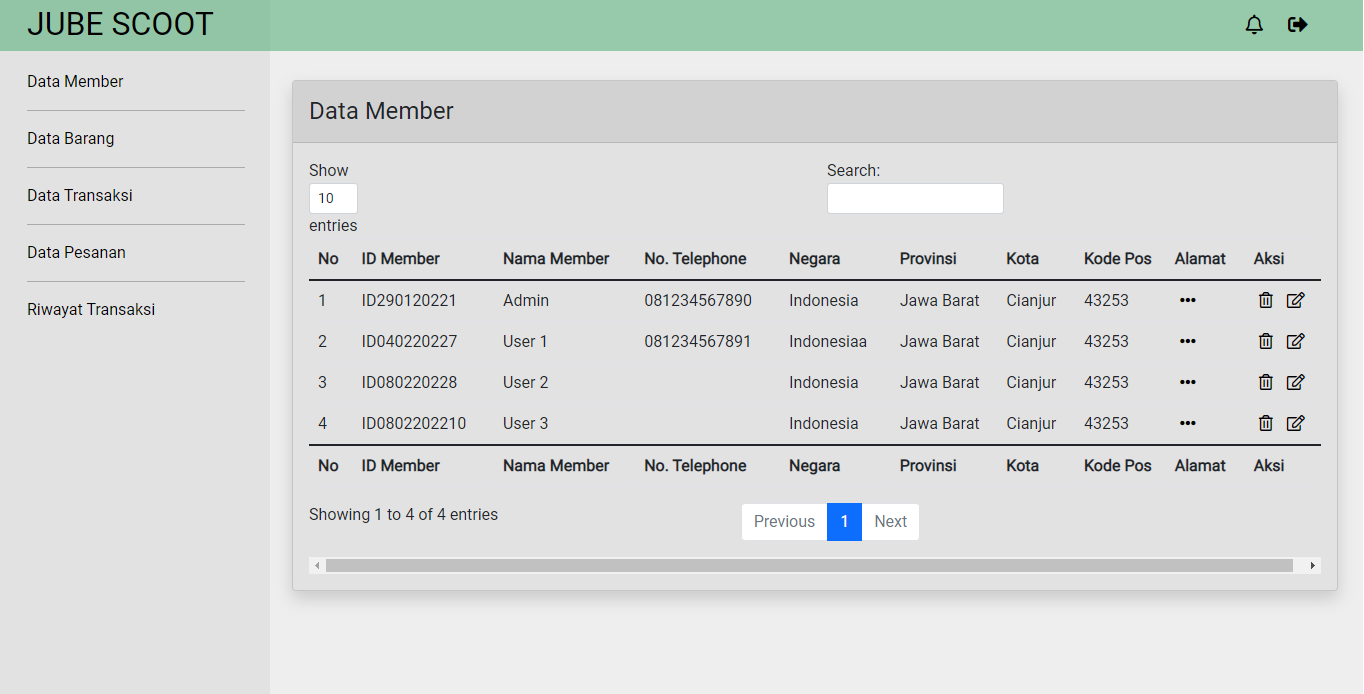 JUBE SCOOT
Data Member
Data Barang
Data Transaksi
Data Pesanan
Riwayat Transaksi
Data Member
Show
10
entries
Search:
No ID Member Nama Member No. Telephone Negara Provinsi Kota Kode Pos Alamat Aksi
1 ID290120221 Admin 081234567890 Indonesia Jawa Barat Cianjur 43253 •••
2 ID040220227 User 1 081234567891 Indonesiaa Jawa Barat Cianjur 43253 •••
3 ID080220228 User 2 Indonesia Jawa Barat Cianjur 43253 •••
4 ID0802202210 User 3 Indonesia Jawa Barat Cianjur 43253 •••
No ID Member Nama Member No. Telephone Negara Provinsi Kota Kode Pos Alamat Aksi
Showing 1 to 4 of 4 entries
Previous 1 Next